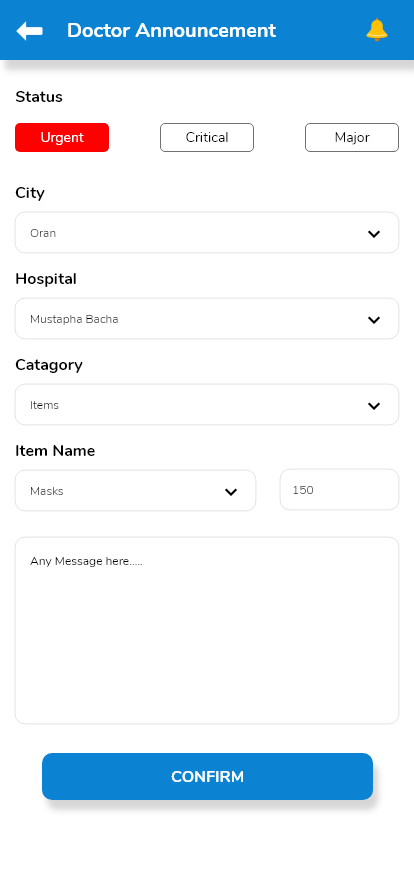 Doctor Announcement
Status
Urgent
Critical
Major
City
Oran
Hospital
Mustapha Bacha
Catagory
Items
Item Name
Masks
150
Any Message here.....
CONFIRM